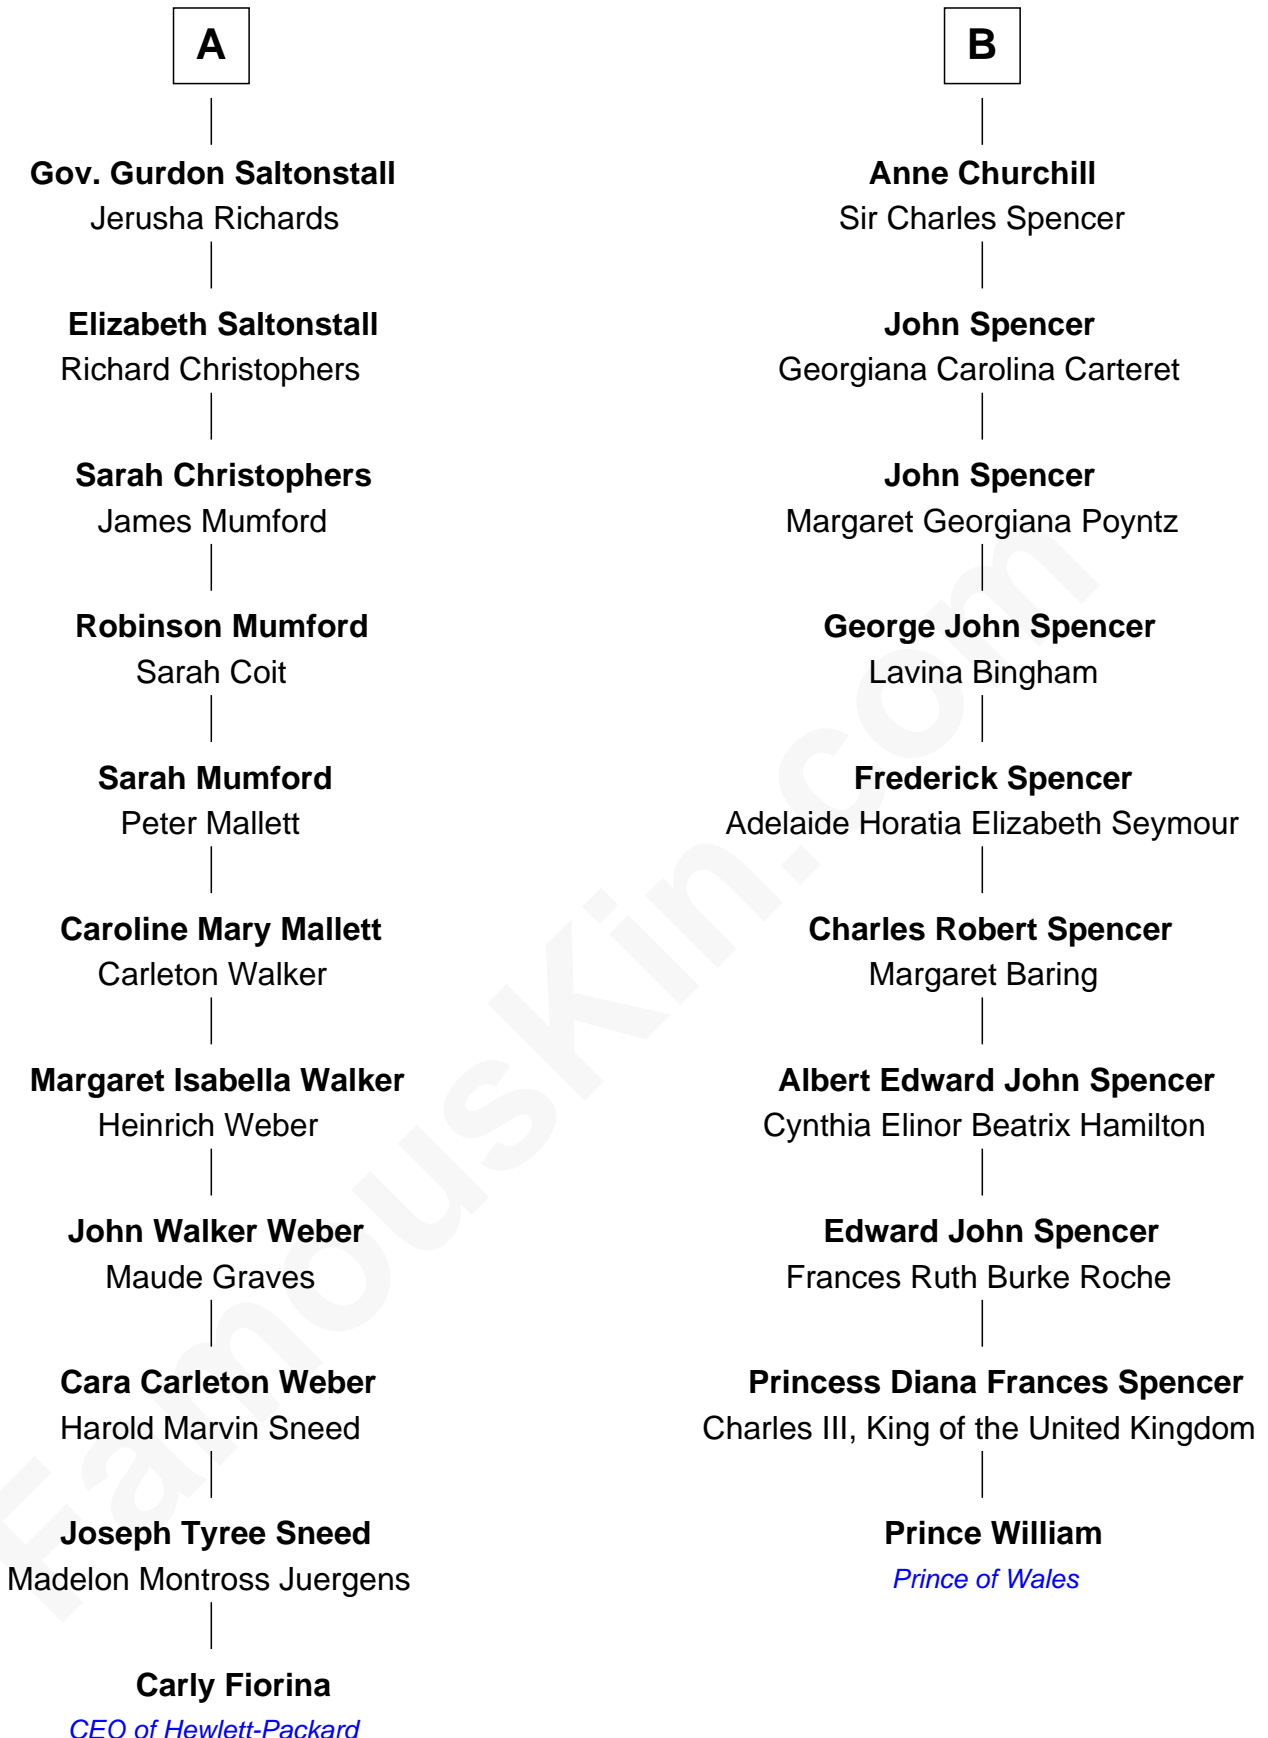 A
Gov. Gurdon Saltonstall
Jerusha Richards
Elizabeth Saltonstall
Richard Christophers
Sarah Christophers
James Mumford
Robinson Mumford
Sarah Coit
Sarah Mumford
Peter Mallett
Caroline Mary Mallett
Carleton Walker
Margaret Isabella Walker
Heinrich Weber
John Walker Weber
Maude Graves
Cara Carleton Weber
Harold Marvin Sneed
Joseph Tyree Sneed
Madelon Montross Juergens
Carly Fiorina
CEO of Hewlett-Packard
B
Anne Churchill
Sir Charles Spencer
John Spencer
Georgiana Carolina Carteret
John Spencer
Margaret Georgiana Poyntz
George John Spencer
Lavina Bingham
Frederick Spencer
Adelaide Horatia Elizabeth Seymour
Charles Robert Spencer
Margaret Baring
Albert Edward John Spencer
Cynthia Elinor Beatrix Hamilton
Edward John Spencer
Frances Ruth Burke Roche
Princess Diana Frances Spencer
Charles III, King of the United Kingdom
Prince William
Prince of Wales
FamousKin.com